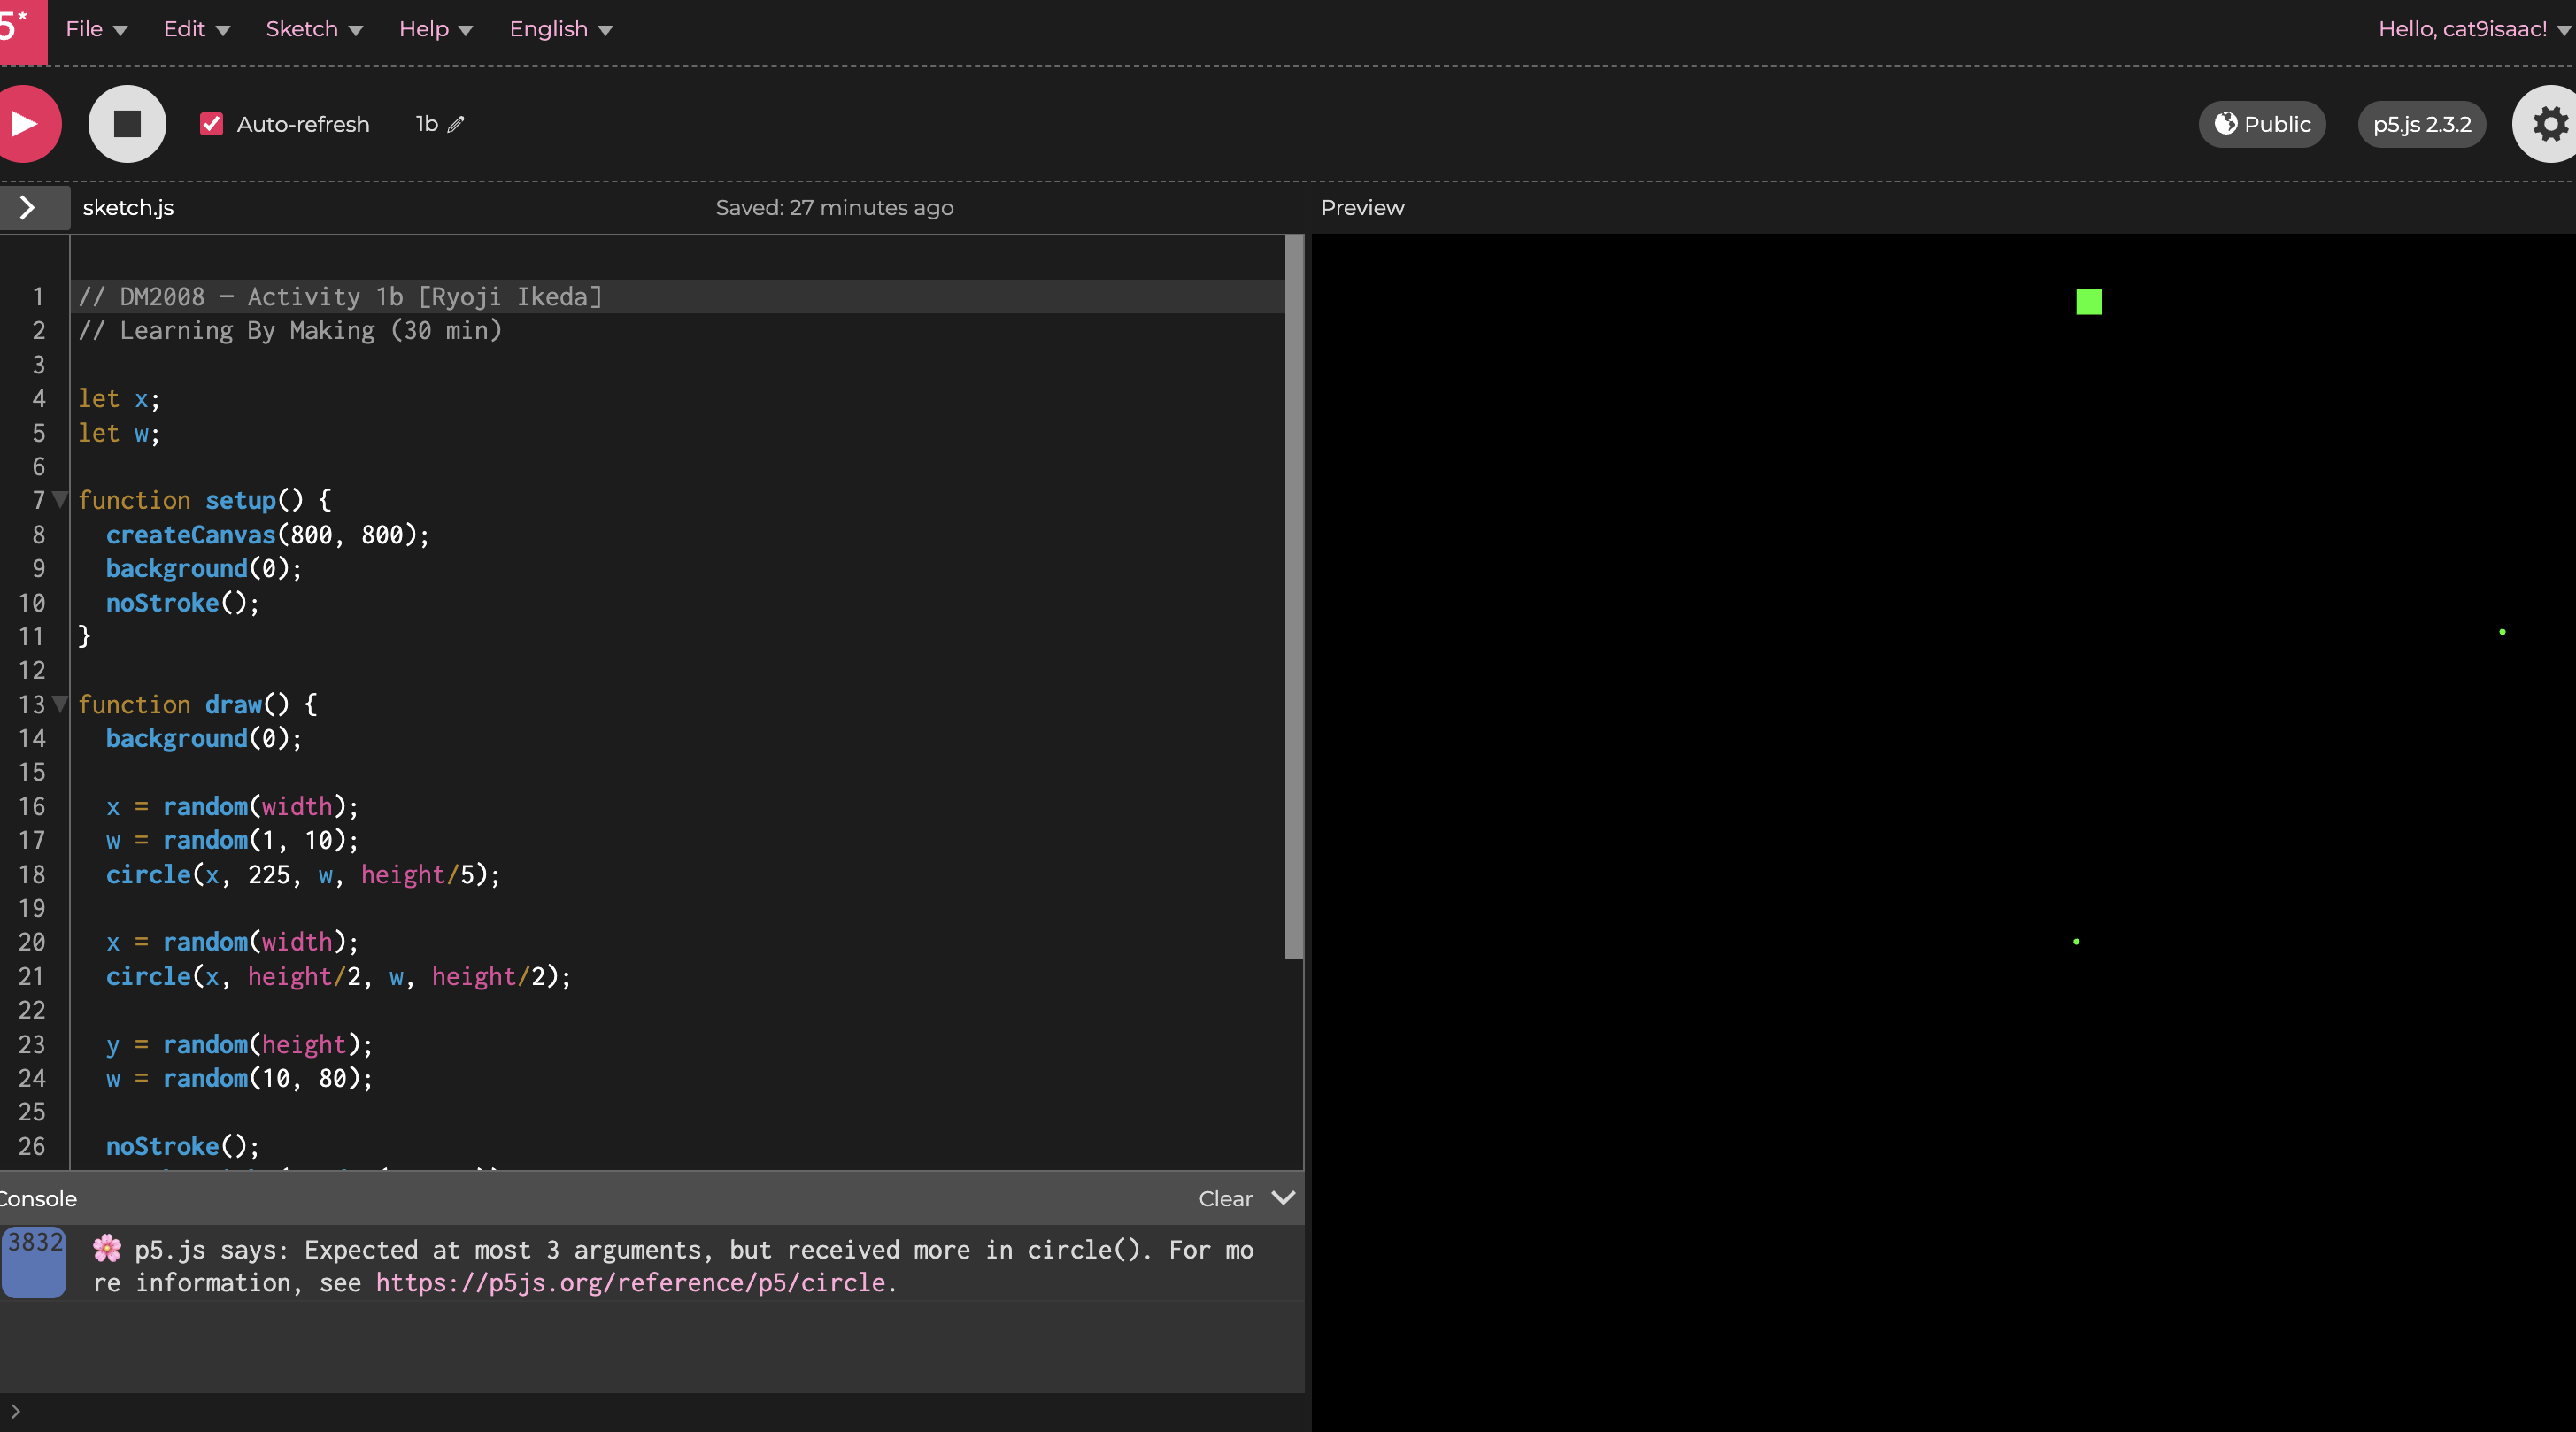 5*
File Edit Sketch Help English Hello, cat9isaac!
Auto-refresh 1b Public p5.js 2.3.2
sketch.js Saved: 27 minutes ago Preview
1 // DM2008 – Activity 1b [Ryoji Ikeda]
2 // Learning By Making (30 min)
3
4 let x;
5 let w;
6
7 function setup() {
8 createCanvas(800, 800);
9 background(0);
10 noStroke();
11 }
12
13 function draw() {
14 background(0);
15
16 x = random(width);
17 w = random(1, 10);
18 circle(x, 225, w, height/5);
19
20 x = random(width);
21 circle(x, height/2, w, height/2);
22
23 y = random(height);
24 w = random(10, 80);
25
26 noStroke();
Console Clear
3832 🌸 p5.js says: Expected at most 3 arguments, but received more in circle(). For mo
re information, see https://p5js.org/reference/p5/circle.
>